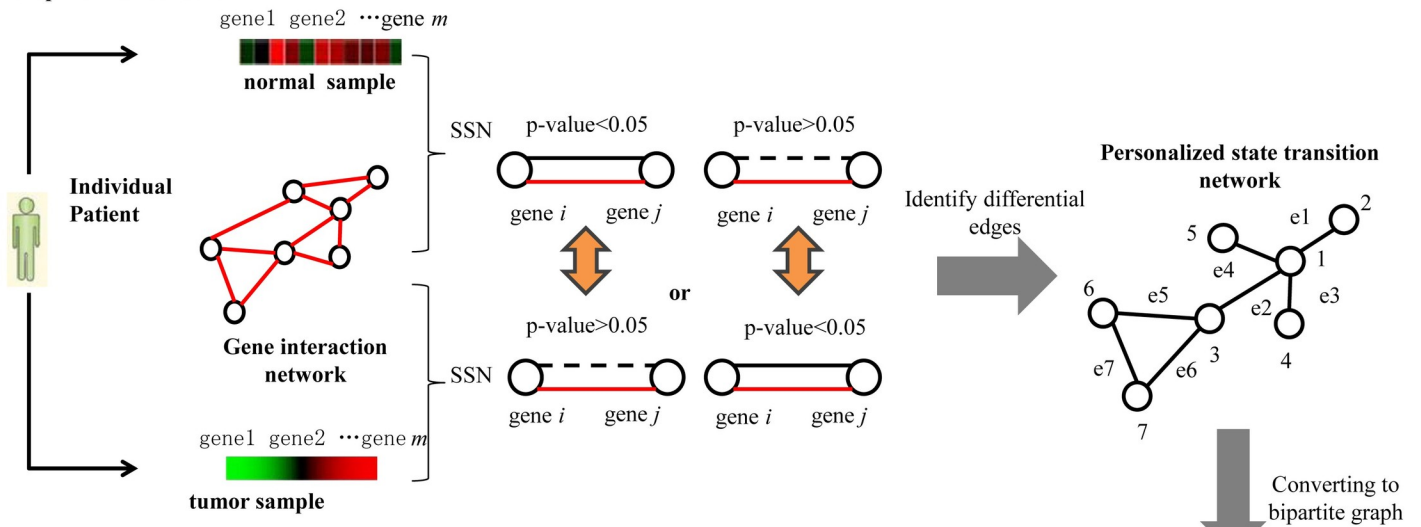 gene1 gene2 ···gene m
normal sample
SSN
p-value<0.05
p-value>0.05
gene i
gene j
gene i
gene j
Individual
Patient
Gene interaction
network
or
SSN
p-value>0.05
p-value<0.05
gene i
gene j
gene i
gene j
gene1 gene2 ···gene m
tumor sample
Identify differential
edges
Personalized state transition
network
2
e1
5
1
e4
6
e5
e2
e3
3
4
e7
e6
7
Converting to
bipartite graph